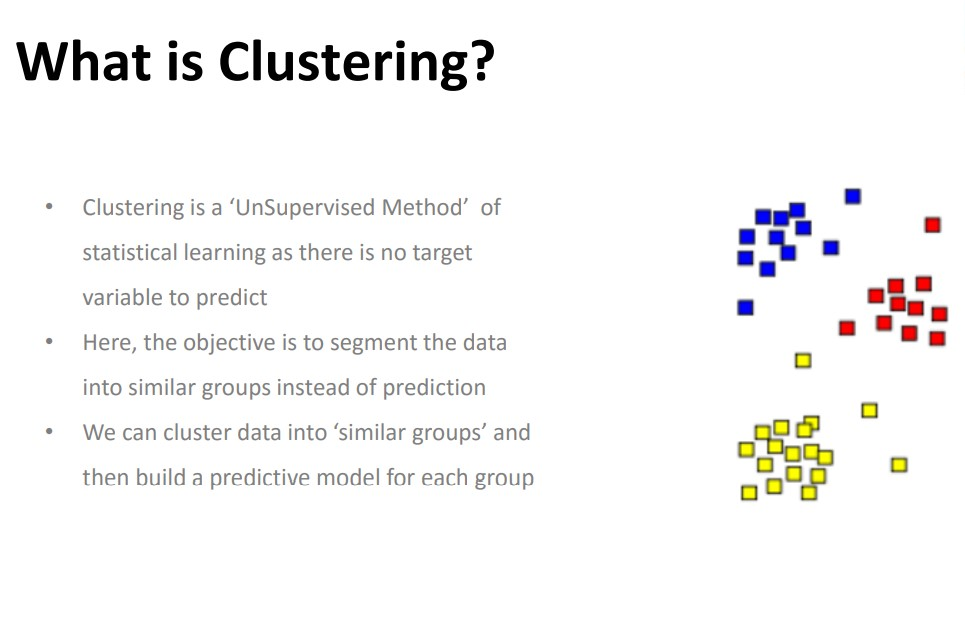 What is Clustering?
• Clustering is a ‘UnSupervised Method’ of
statistical learning as there is no target
variable to predict
• Here, the objective is to segment the data
into similar groups instead of prediction
• We can cluster data into ‘similar groups’ and
then build a predictive model for each group